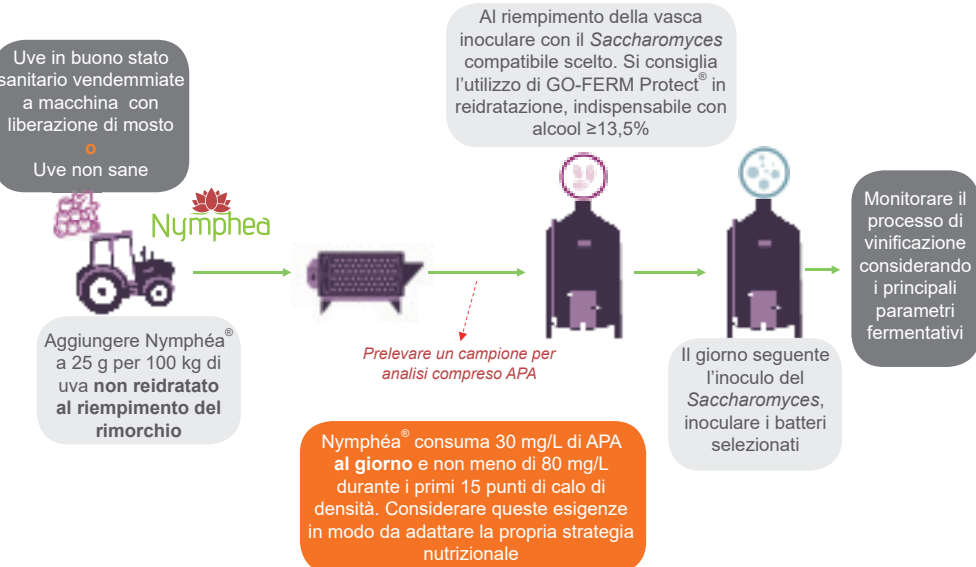 Uve in buono stato
sanitario vendemmiate
a macchina con
liberazione di mosto
o
Uve non sane
Nymphea
Aggiungere Nymphéa®
a 25 g per 100 kg di
uva non reidratato
al riempimento del
rimorchio
Prelevare un campione per
analisi compreso APA
Nymphéa® consuma 30 mg/L di APA
al giorno e non meno di 80 mg/L
durante i primi 15 punti di calo di
densità. Considerare queste esigenze
in modo da adattare la propria strategia
nutrizionale
Al riempimento della vasca
inoculare con il Saccharomyces
compatibile scelto. Si consiglia
l'utilizzo di GO-FERM Protect® in
reidratazione, indispensabile con
alcool ≥13,5%
Il giorno seguente
l'inoculo del
Saccharomyces,
inoculare i batteri
selezionati
Monitorare il
processo di
vinificazione
considerando
i principali
parametri
fermentativi